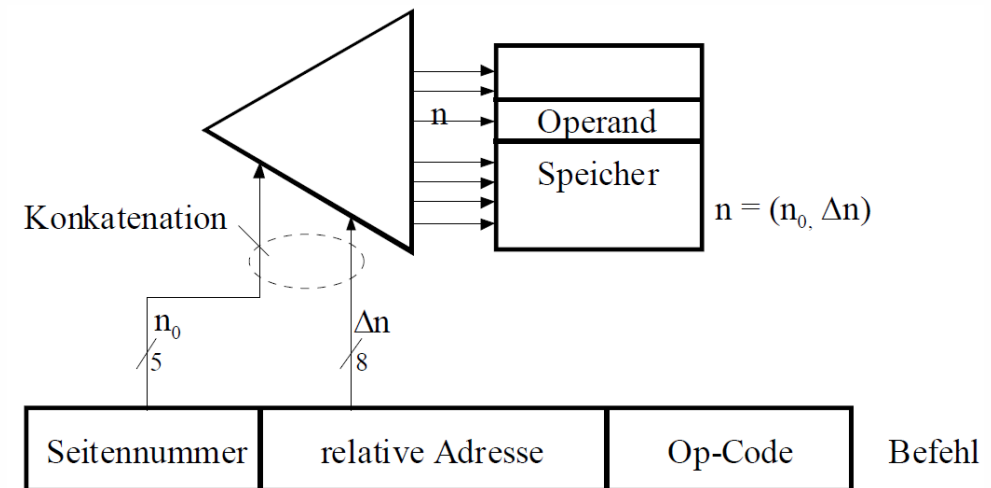 n
Operand
Speicher
Konkatenation
n = (n₀, Δn)
n₀
Δn
5
8
Seitennummer
relative Adresse
Op-Code
Befehl